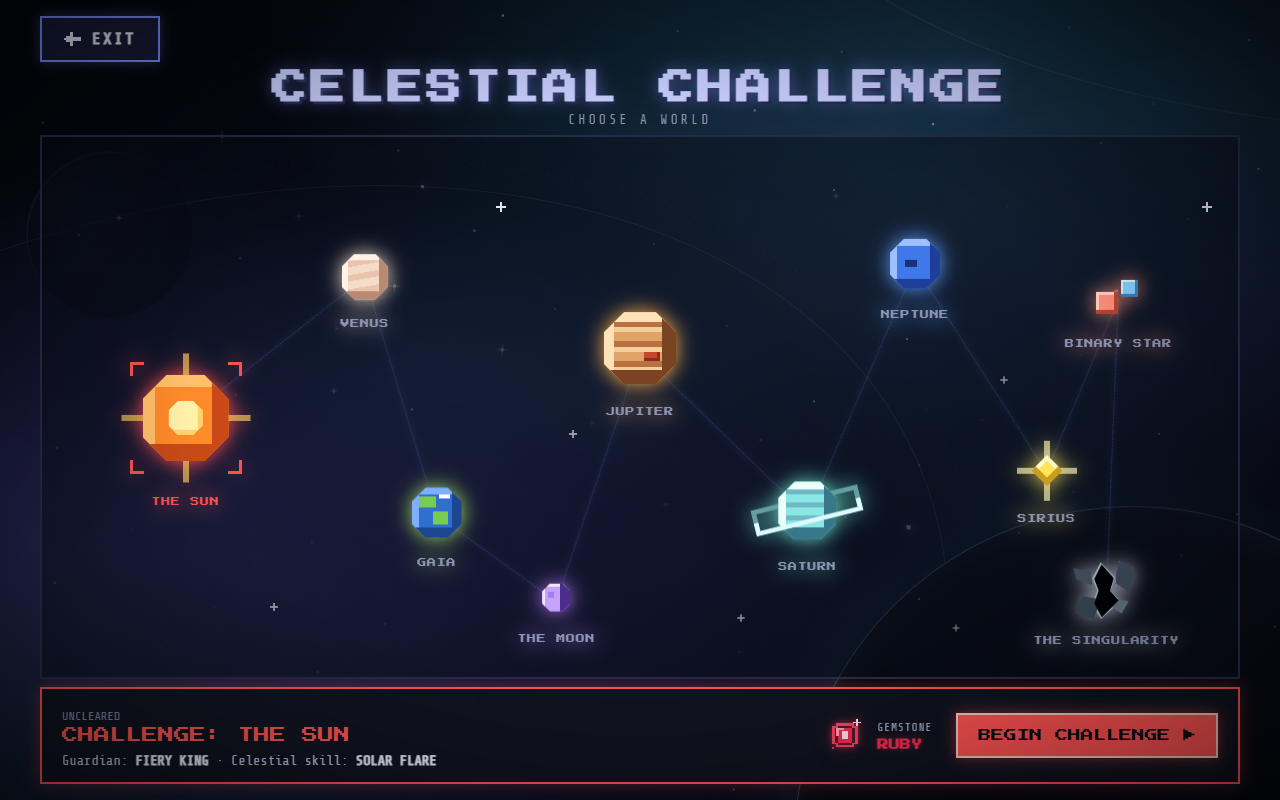 EXIT
CELESTIAL CHALLENGE
CHOOSE A WORLD
VENUS
NEPTUNE
BINARY STAR
JUPITER
THE SUN
SIRIUS
GAIA
SATURN
THE MOON
THE SINGULARITY
UNCLEARED
CHALLENGE: THE SUN
Guardian: FIERY KING · Celestial skill: SOLAR FLARE
GEMSTONE
RUBY
BEGIN CHALLENGE ▶